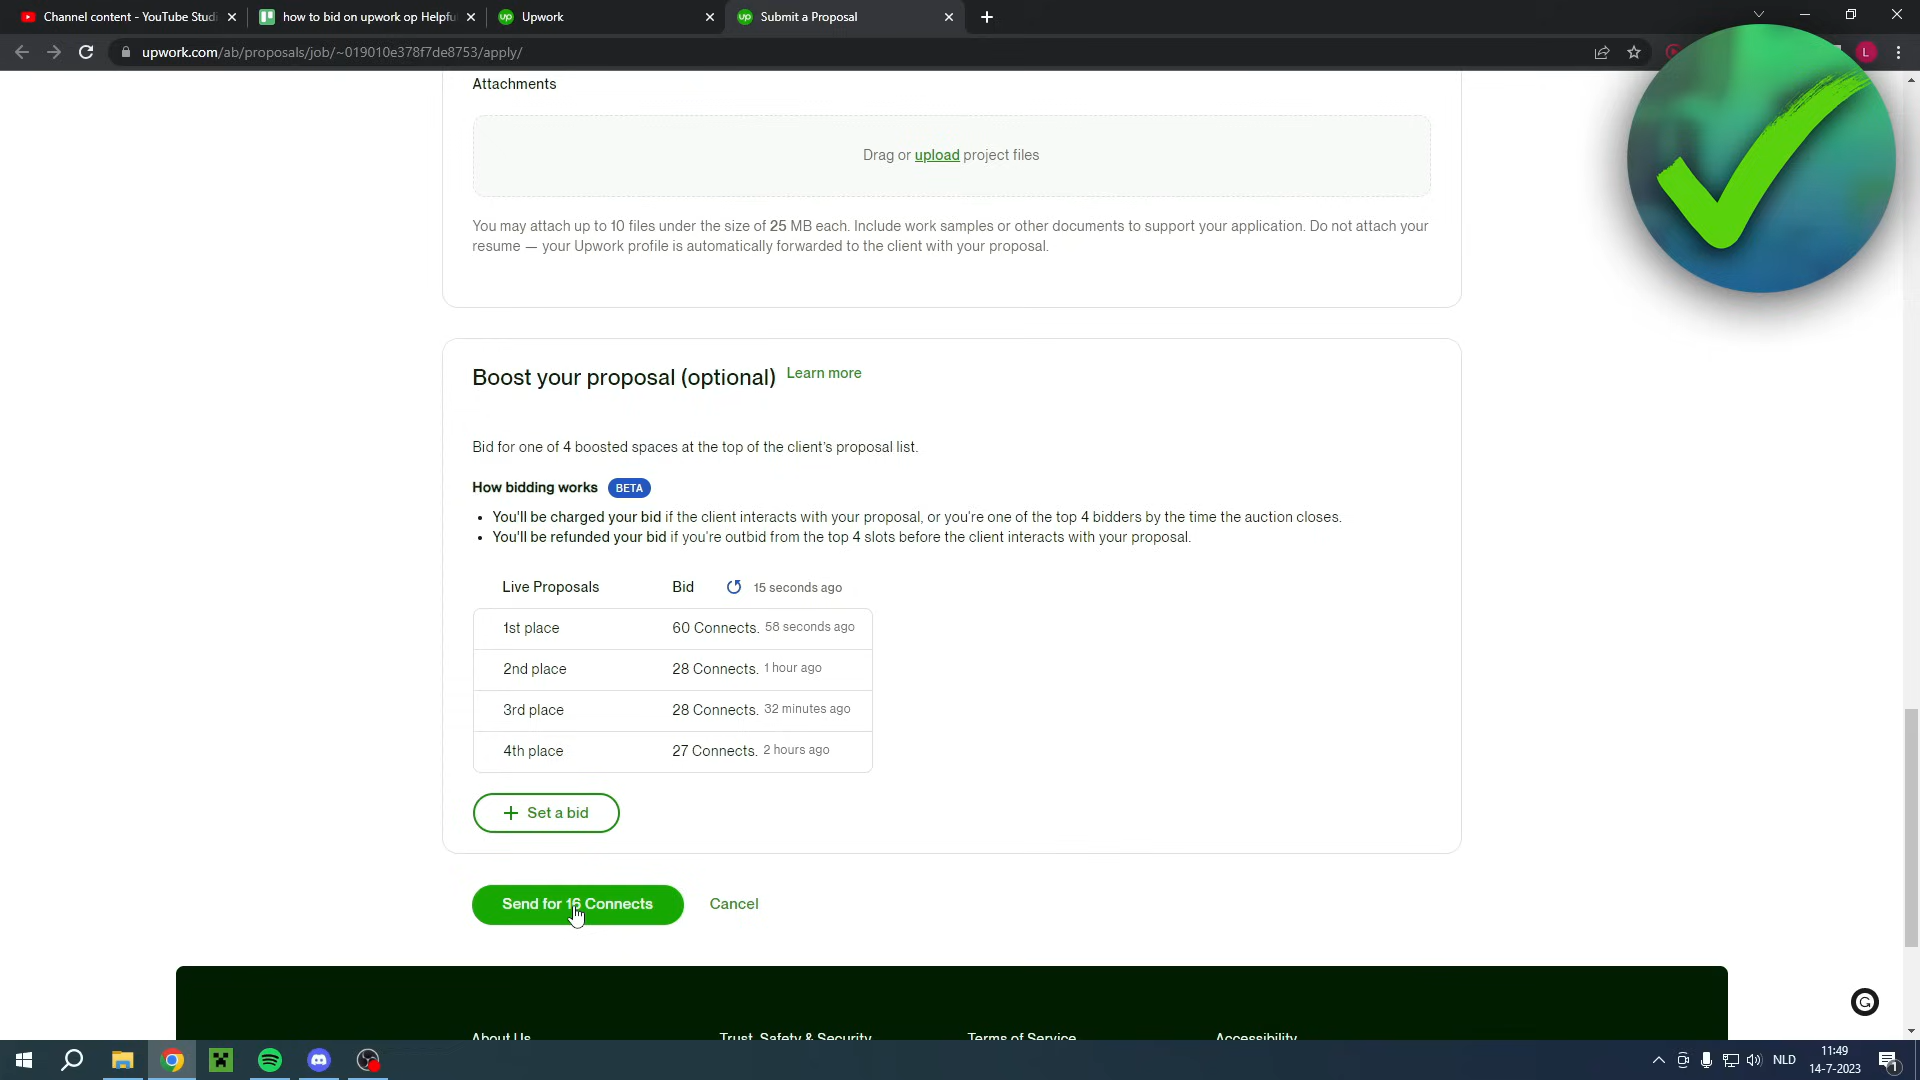 Channel content - YouTube Studi
how to bid on upwork op Helpfu
Upwork
Submit a Proposal
upwork.com/ab/proposals/job/~019010e378f7de8753/apply/
L
Attachments
Drag or upload project files
You may attach up to 10 files under the size of 25 MB each. Include work samples or other documents to support your application. Do not attach your
resume — your Upwork profile is automatically forwarded to the client with your proposal.
Boost your proposal (optional) Learn more
Bid for one of 4 boosted spaces at the top of the client's proposal list.
How bidding works BETA
• You'll be charged your bid if the client interacts with your proposal, or you're one of the top 4 bidders by the time the auction closes.
• You'll be refunded your bid if you're outbid from the top 4 slots before the client interacts with your proposal.
Live Proposals Bid 15 seconds ago
1st place 60 Connects. 58 seconds ago
2nd place 28 Connects. 1 hour ago
3rd place 28 Connects. 32 minutes ago
4th place 27 Connects. 2 hours ago
+ Set a bid
Send for 16 Connects Cancel
About Us Trust, Safety & Security Terms of Service Accessibility
NLD
11:49
14-7-2023
1